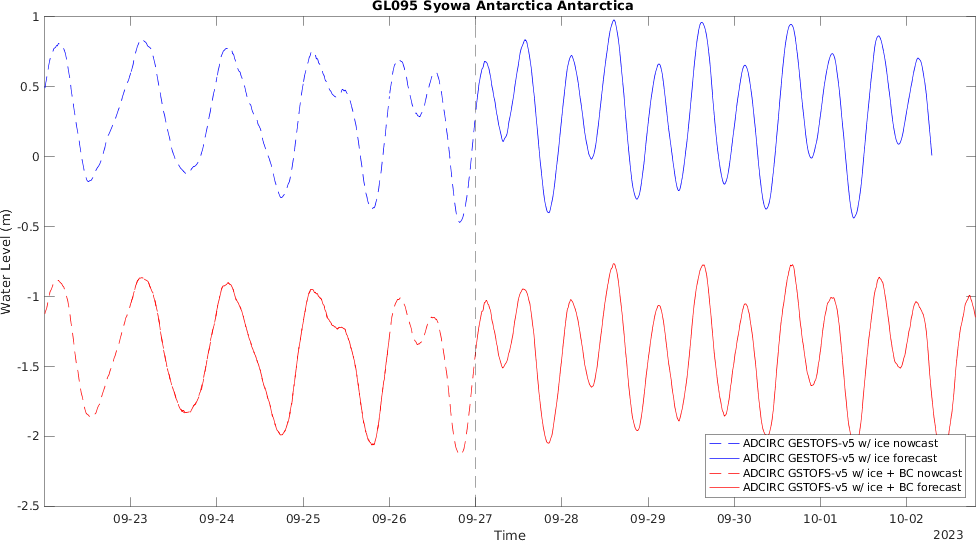 GL095 Syowa Antarctica Antarctica
1
0.5
0
-0.5
-1
-1.5
-2
-2.5
Water Level (m)
ADCIRC GESTOFS-v5 w/ ice nowcast
ADCIRC GESTOFS-v5 w/ ice forecast
ADCIRC GSTOFS-v5 w/ ice + BC nowcast
ADCIRC GSTOFS-v5 w/ ice + BC forecast
09-23 09-24 09-25 09-26 09-27 09-28 09-29 09-30 10-01 10-02
Time
2023